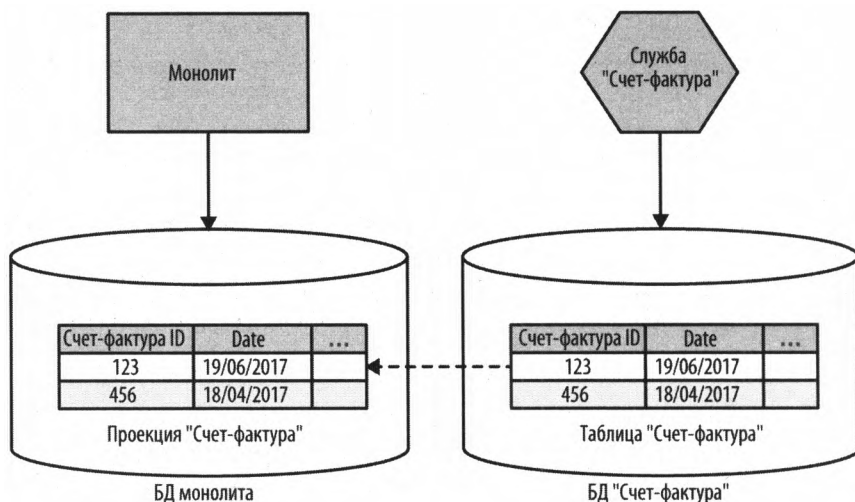 Монолит
Служба
"Счет-фактура"
Счет-фактура ID Date ...
123 19/06/2017
456 18/04/2017
Проекция "Счет-фактура"
БД монолита
Счет-фактура ID Date ...
123 19/06/2017
456 18/04/2017
Таблица "Счет-фактура"
БД "Счет-фактура"